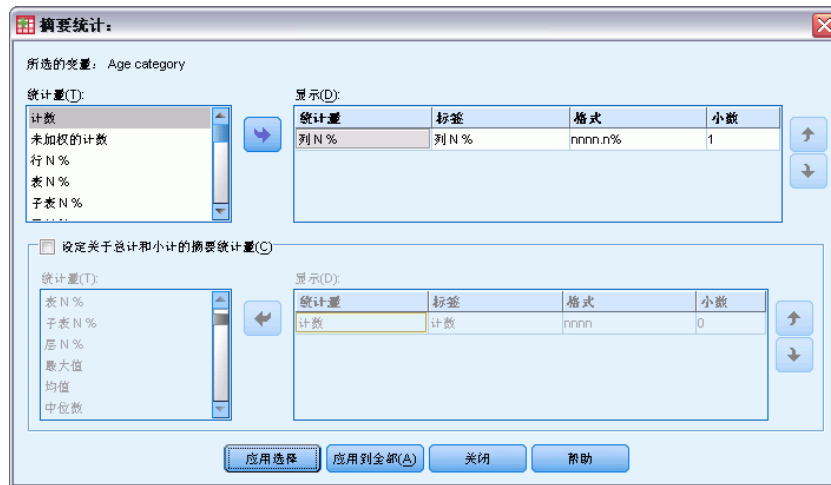 摘要统计:
所选的变量: Age category
统计量(T):
计数
未加权的计数
行 N %
表 N %
子表 N %
显示(D):
统计量 标签 格式 小数
列 N % 列 N % nnnn.n% 1
设定关于总计和小计的摘要统计量(C)
统计量(T):
表 N %
子表 N %
层 N %
最大值
均值
中位数
显示(D):
统计量 标签 格式 小数
计数 计数 nnnn 0
应用选择 应用到全部(A) 关闭 帮助